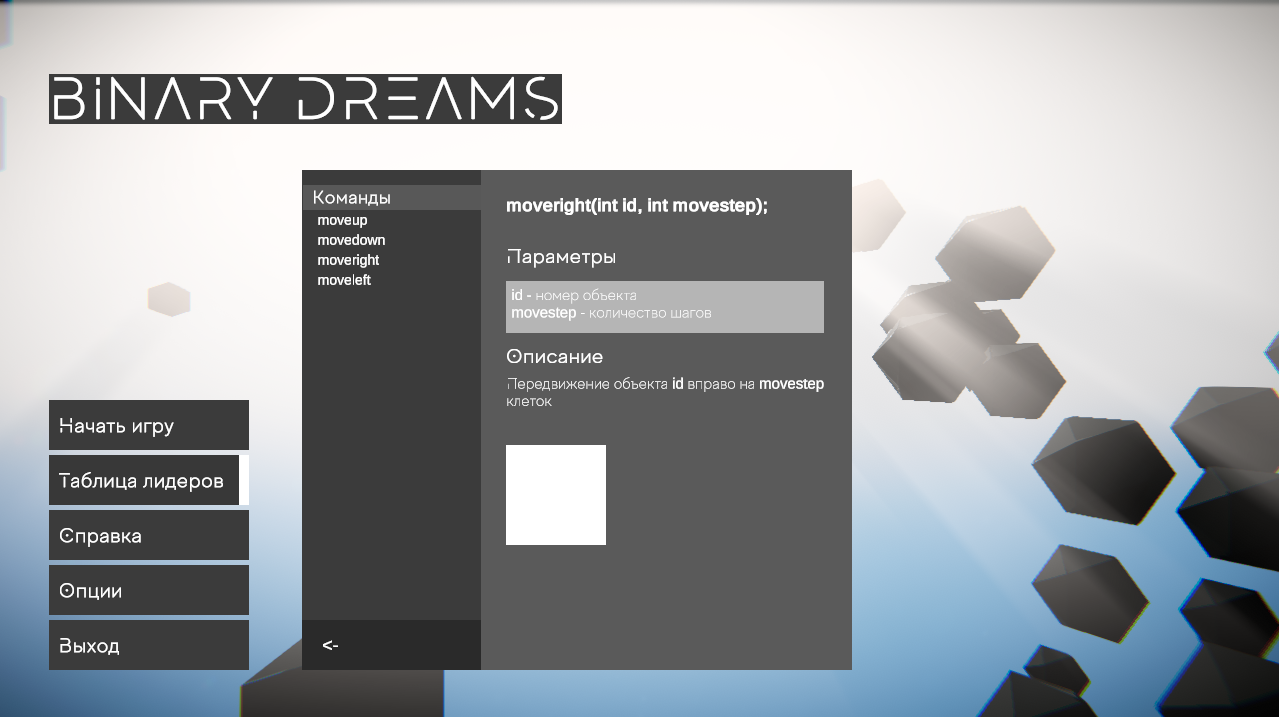 BiNARY DREAMS
Команды
moveup
movedown
moveright
moveleft
<-
moveright(int id, int movestep);
Параметры
id - номер объекта
movestep - количество шагов
Описание
Передвижение объекта id вправо на movestep
клеток
Начать игру
Таблица лидеров
Справка
Опции
Выход